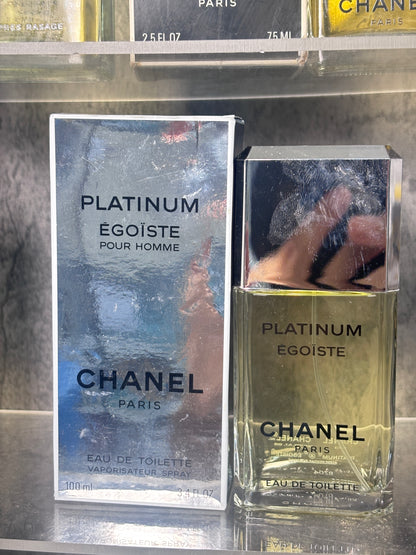 PARIS
2.5 FL OZ 75 ML
CHANEL
PARIS
RASAGE
PLATINUM
ÉGOÏSTE
POUR HOMME
CHANEL
PARIS
EAU DE TOILETTE
VAPORISATEUR SPRAY
100 ml 3.4 FL OZ
PLATINUM
ÉGOÏSTE
CHANEL
PARIS
EAU DE TOILETTE